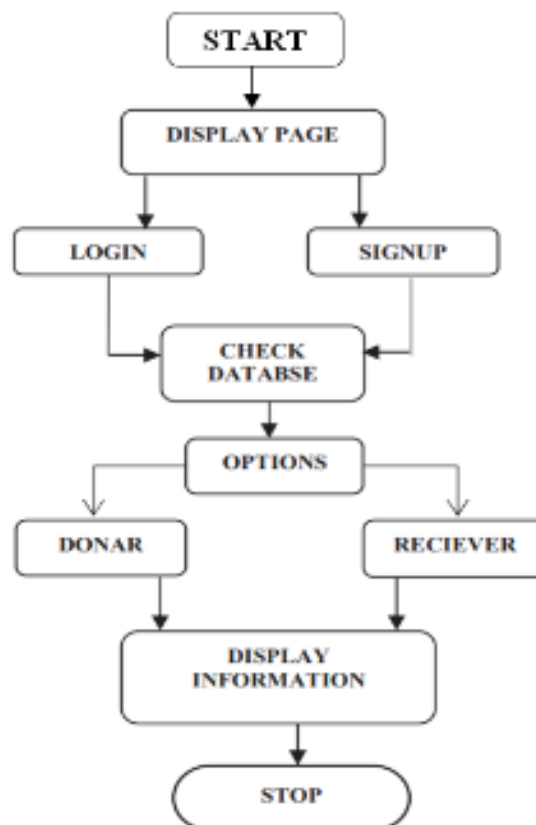 START
DISPLAY PAGE
LOGIN
SIGNUP
CHECK
DATABSE
OPTIONS
DONAR
RECIEVER
DISPLAY
INFORMATION
STOP